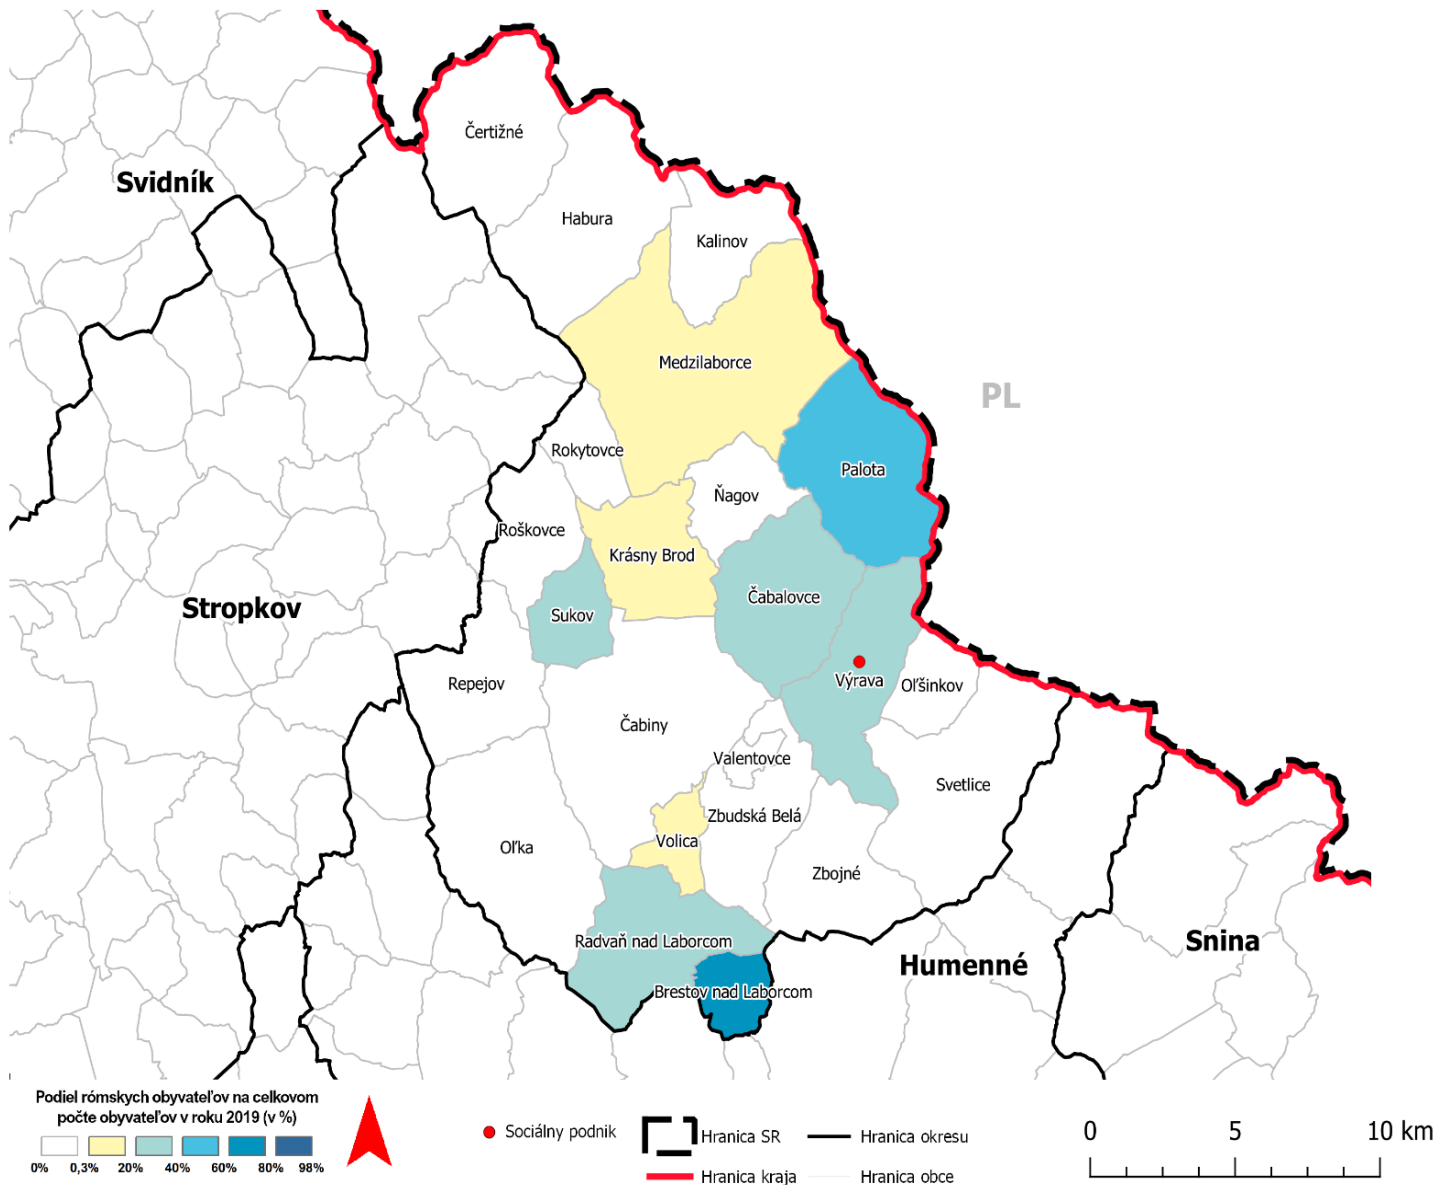 Čertižné
Svidník
Habura
Kalinov
Medzilaborce
PL
Rokytovce
Palota
Ňagov
Roškovce
Krásny Brod
Čabalovce
Stropkov
Sukov
Výrava
Oľšinkov
Repejov
Čabiny
Valentovce
Svetlice
Zbudská Belá
Volica
Oľka
Zbojné
Radvaň nad Laborcom
Snina
Humenné
Brestov nad Laborcom
Podiel rómskych obyvateľov na celkovom
počte obyvateľov v roku 2019 (v %)
0% 0,3% 20% 40% 60% 80% 98%
Sociálny podnik
Hranica SR
Hranica okresu
Hranica kraja
Hranica obce
0 5 10 km